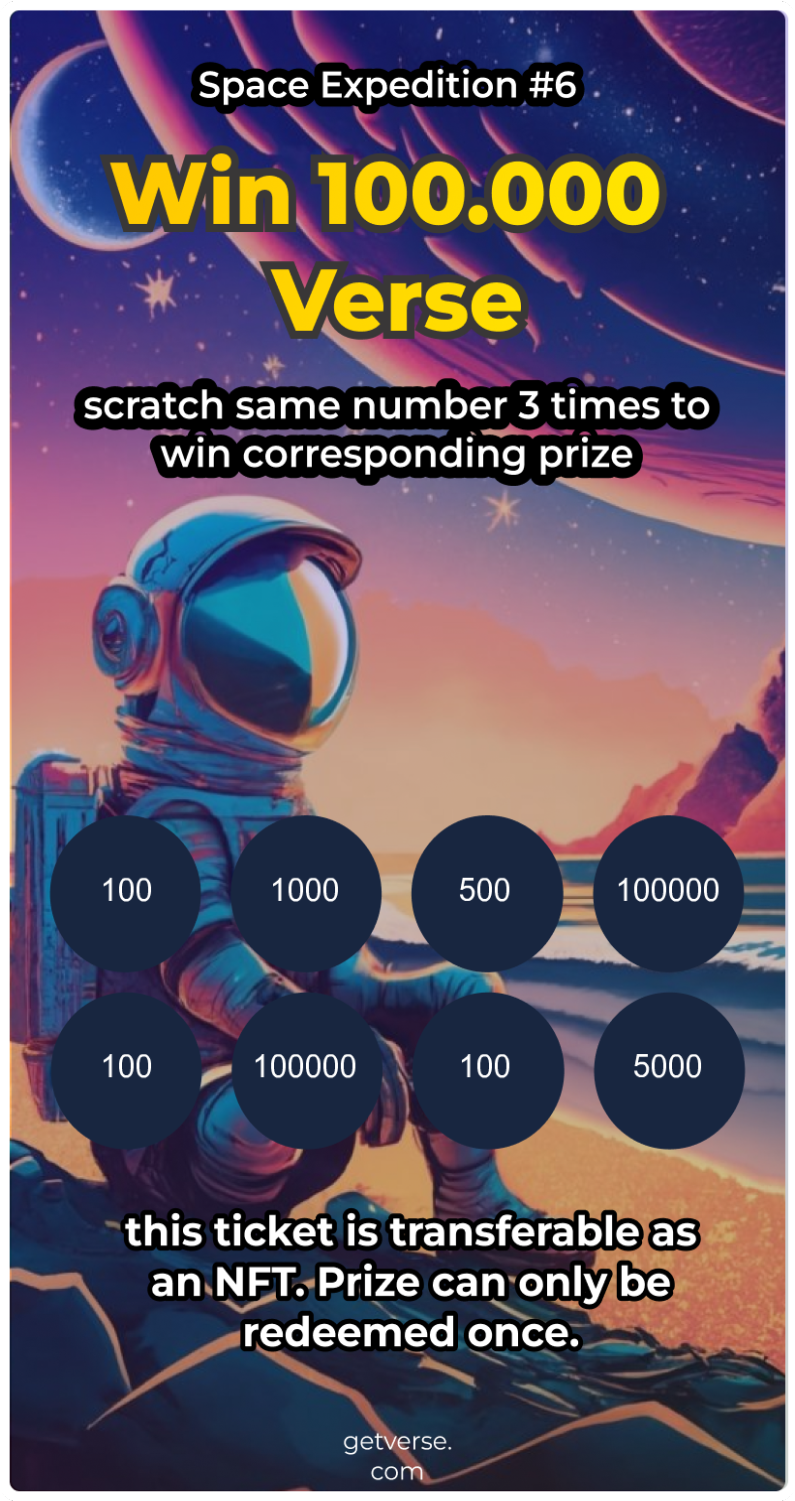 Space Expedition #6
Win 100.000
Verse
scratch same number 3 times to
win corresponding prize
100 1000 500 100000
100 100000 100 5000
this ticket is transferable as
an NFT. Prize can only be
redeemed once.
getverse.
com